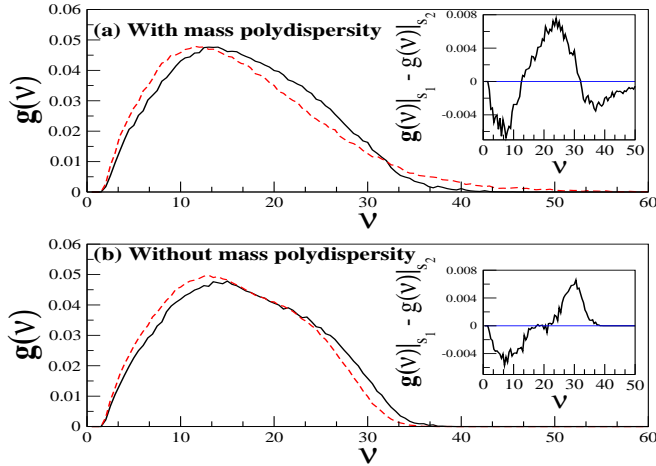 (a) With mass polydispersity
g(ν)
0.06
0.05
0.04
0.03
0.02
0.01
0
0 10 20 30 40 50 60
ν
g(ν)|s1 - g(ν)|s2
0.008
0.004
0
-0.004
0 10 20 30 40 50
ν
(b) Without mass polydispersity
g(ν)
0.06
0.05
0.04
0.03
0.02
0.01
0
0 10 20 30 40 50 60
ν
g(ν)|s1 - g(ν)|s2
0.008
0.004
0
-0.004
0 10 20 30 40 50
ν